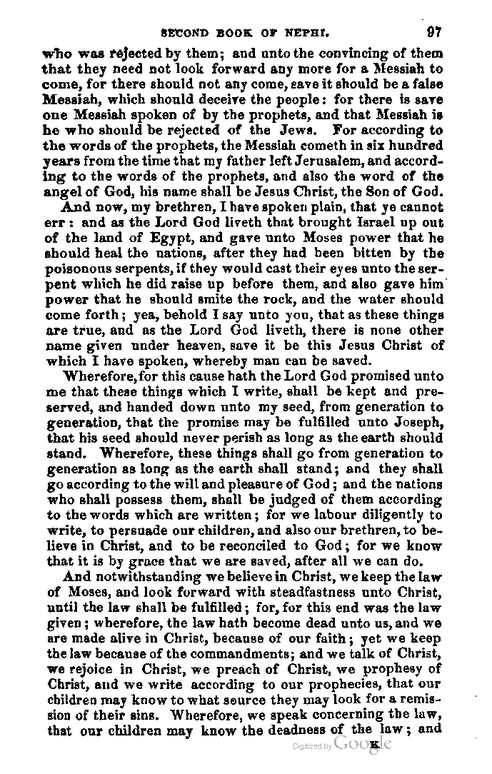 SECOND BOOK OF NEPHI. 97
who was rejected by them; and unto the convincing of them
that they need not look forward any more for a Messiah to
come, for there should not any come, save it should be a false
Messiah, which should deceive the people: for there is save
one Messiah spoken of by the prophets, and that Messiah is
he who should be rejected of the Jews. For according to
the words of the prophets, the Messiah cometh in six hundred
years from the time that my father left Jerusalem, and accord-
ing to the words of the prophets, and also the word of the
angel of God, his name shall be Jesus Christ, the Son of God.
And now, my brethren, I have spoken plain, that ye cannot
err: and as the Lord God liveth that brought Israel up out
of the land of Egypt, and gave unto Moses power that he
should heal the nations, after they had been bitten by the
poisonous serpents, if they would cast their eyes unto the ser-
pent which he did raise up before them, and also gave him
power that he should smite the rock, and the water should
come forth; yea, behold I say unto you, that as these things
are true, and as the Lord God liveth, there is none other
name given under heaven, save it be this Jesus Christ of
which I have spoken, whereby man can be saved.
Wherefore, for this cause hath the Lord God promised unto
me that these things which I write, shall be kept and pre-
served, and handed down unto my seed, from generation to
generation, that the promise may be fulfilled unto Joseph,
that his seed should never perish as long as the earth should
stand. Wherefore, these things shall go from generation to
generation as long as the earth shall stand; and they shall
go according to the will and pleasure of God; and the nations
who shall possess them, shall be judged of them according
to the words which are written; for we labour diligently to
write, to persuade our children, and also our brethren, to be-
lieve in Christ, and to be reconciled to God; for we know
that it is by grace that we are saved, after all we can do.
And notwithstanding we believe in Christ, we keep the law
of Moses, and look forward with steadfastness unto Christ,
until the law shall be fulfilled; for, for this end was the law
given; wherefore, the law hath become dead unto us, and we
are made alive in Christ, because of our faith; yet we keep
the law because of the commandments; and we talk of Christ,
we rejoice in Christ, we preach of Christ, we prophesy of
Christ, and we write according to our prophecies, that our
children may know to what source they may look for a remis-
sion of their sins. Wherefore, we speak concerning the law,
that our children may know the deadness of the law; and
K
Digitized by Google